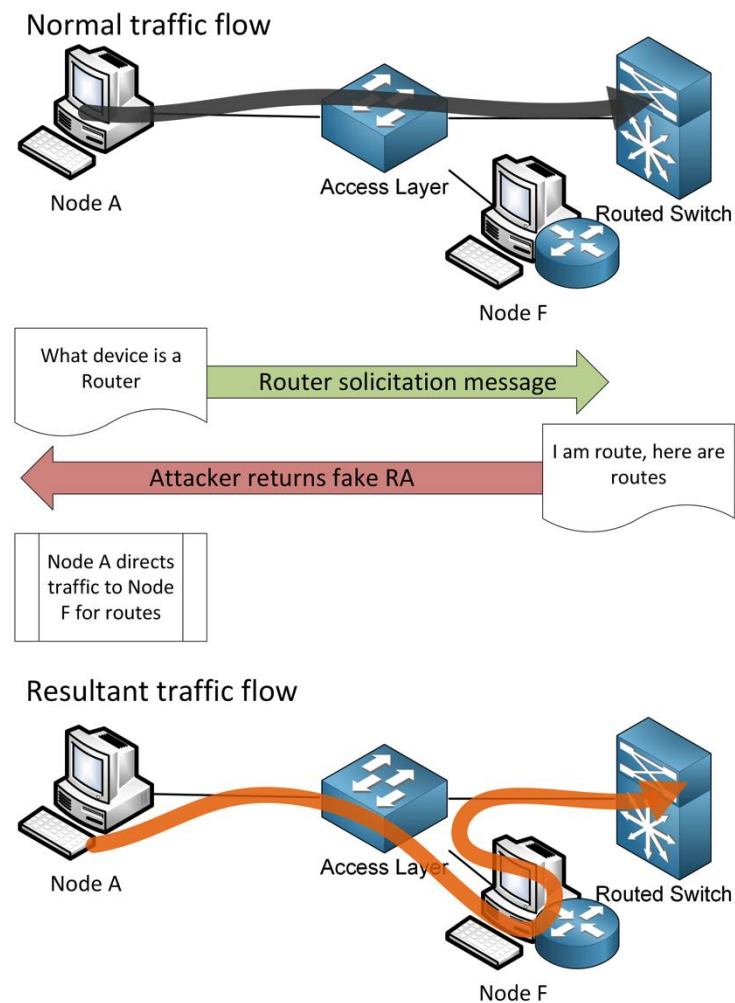 Normal traffic flow
Node A
Access Layer
Routed Switch
Node F
What device is a
Router
Router solicitation message
Attacker returns fake RA
I am route, here are
routes
Node A directs
traffic to Node
F for routes
Resultant traffic flow
Node A
Access Layer
Routed Switch
Node F